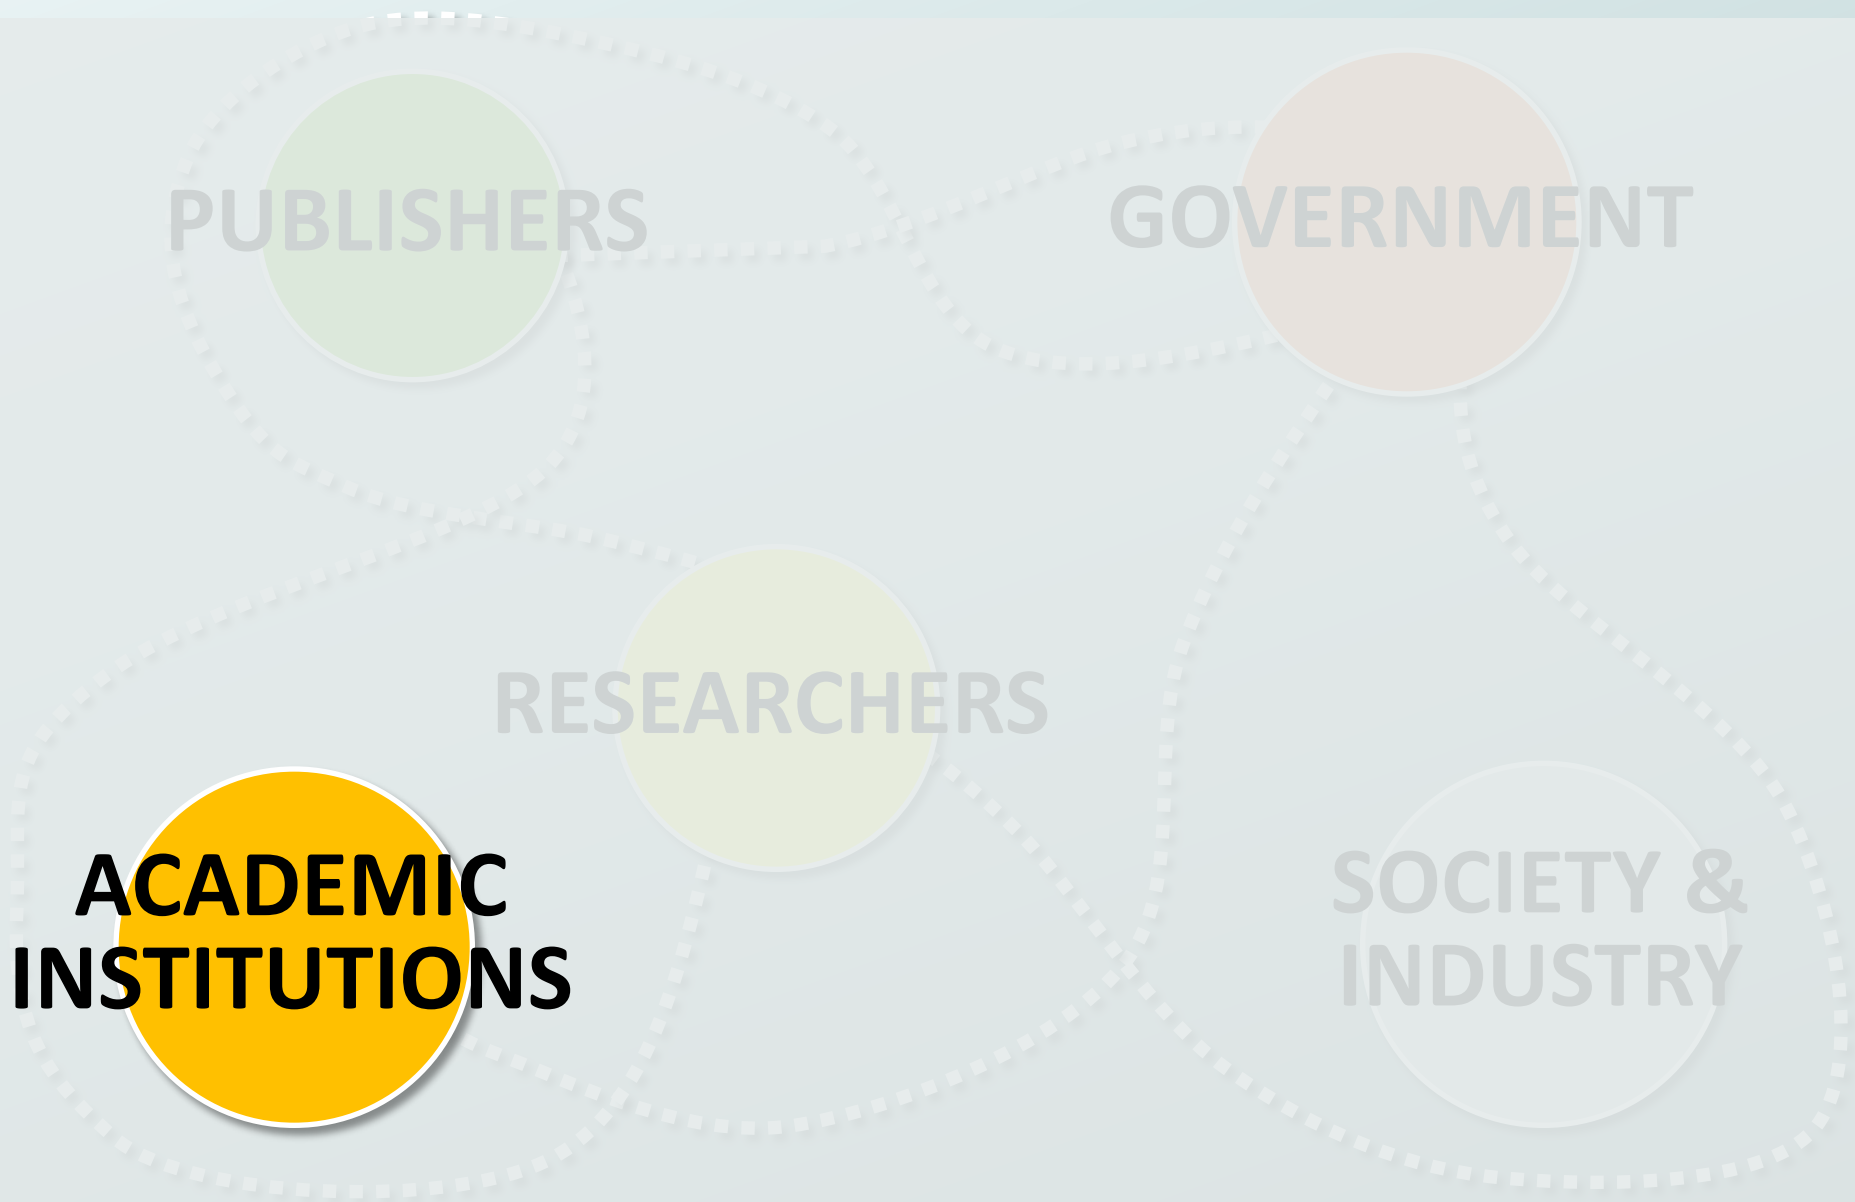 PUBLISHERS
GOVERNMENT
RESEARCHERS
ACADEMIC
INSTITUTIONS
SOCIETY &
INDUSTRY